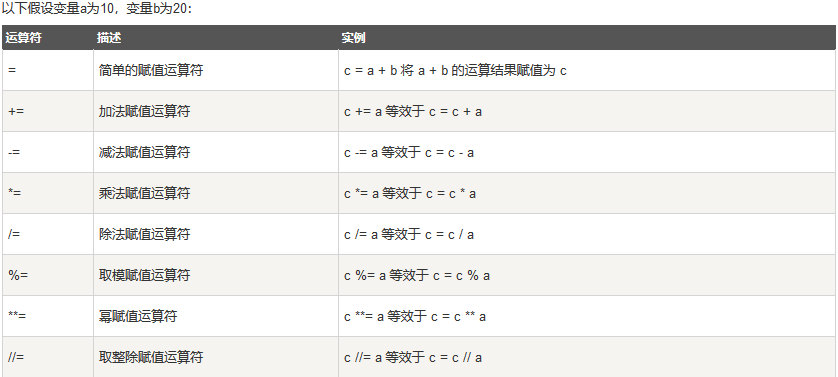 以下假设变量a为10，变量b为20：
运算符 描述 实例
= 简单的赋值运算符 c = a + b 将 a + b 的运算结果赋值为 c
+= 加法赋值运算符 c += a 等效于 c = c + a
-= 减法赋值运算符 c -= a 等效于 c = c - a
*= 乘法赋值运算符 c *= a 等效于 c = c * a
/= 除法赋值运算符 c /= a 等效于 c = c / a
%= 取模赋值运算符 c %= a 等效于 c = c % a
**= 幂赋值运算符 c **= a 等效于 c = c ** a
//= 取整除赋值运算符 c //= a 等效于 c = c // a